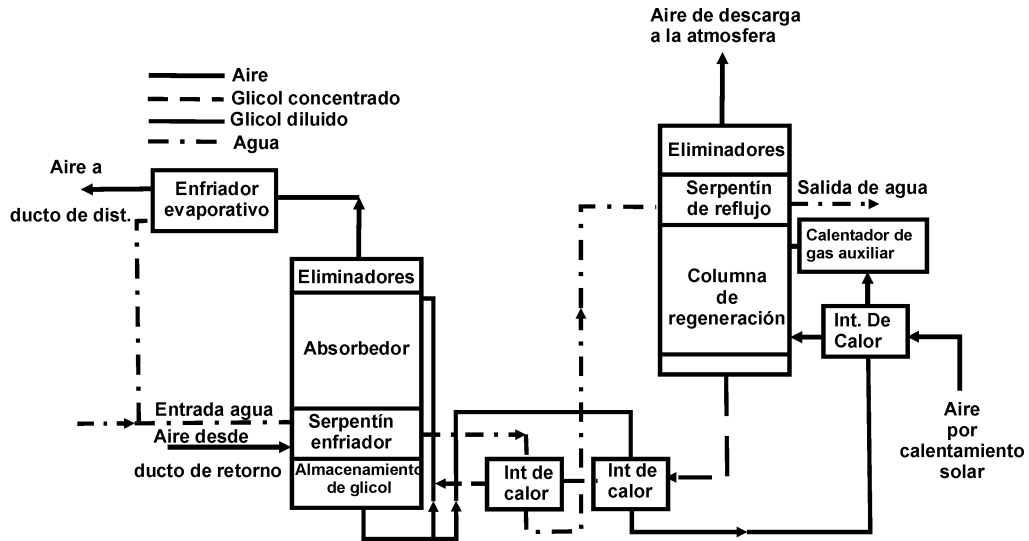 Aire de descarga
a la atmosfera
Aire
Glicol concentrado
Glicol diluido
Agua
Aire a
ducto de dist.
Enfriador
evaporativo
Eliminadores
Absorbedor
Entrada agua
Aire desde
ducto de retorno
Serpentín
enfriador
Almacenamiento
de glicol
Int de
calor
Int de
calor
Eliminadores
Serpentín
de reflujo
Salida de agua
Columna
de
regeneración
Calentador de
gas auxiliar
Int. De
Calor
Aire
por
calentamiento
solar